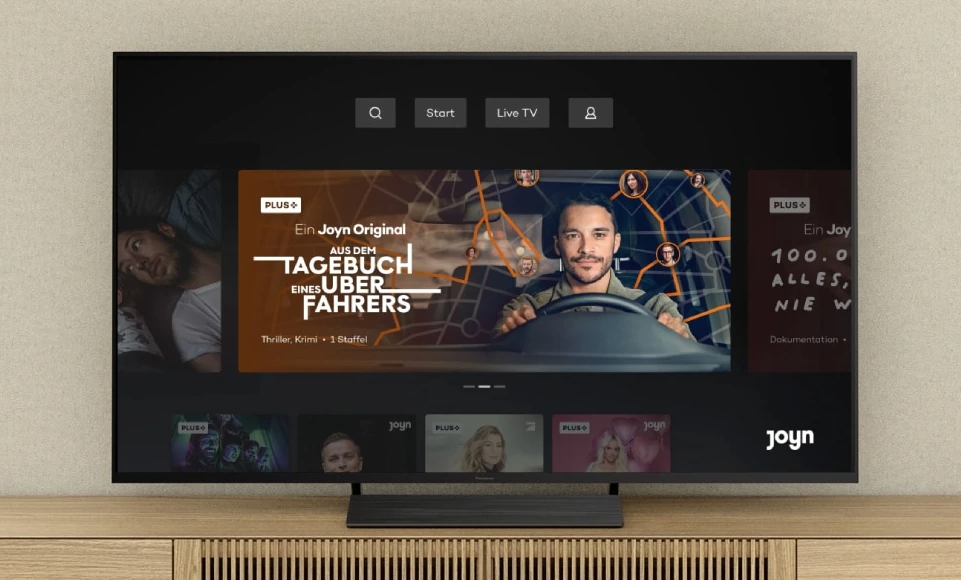 Start
Live TV
PLUS
Ein Joyn Original
AUS DEM
TAGEBUCH
EINES UBER
FAHRERS
Thriller, Krimi • 1 Staffel
PLUS
Ein Joy
100.0
ALLES,
NIE W
Dokumentation •
PLUS
joyn
PLUS
PLUS
joyn
joyn
Panasonic